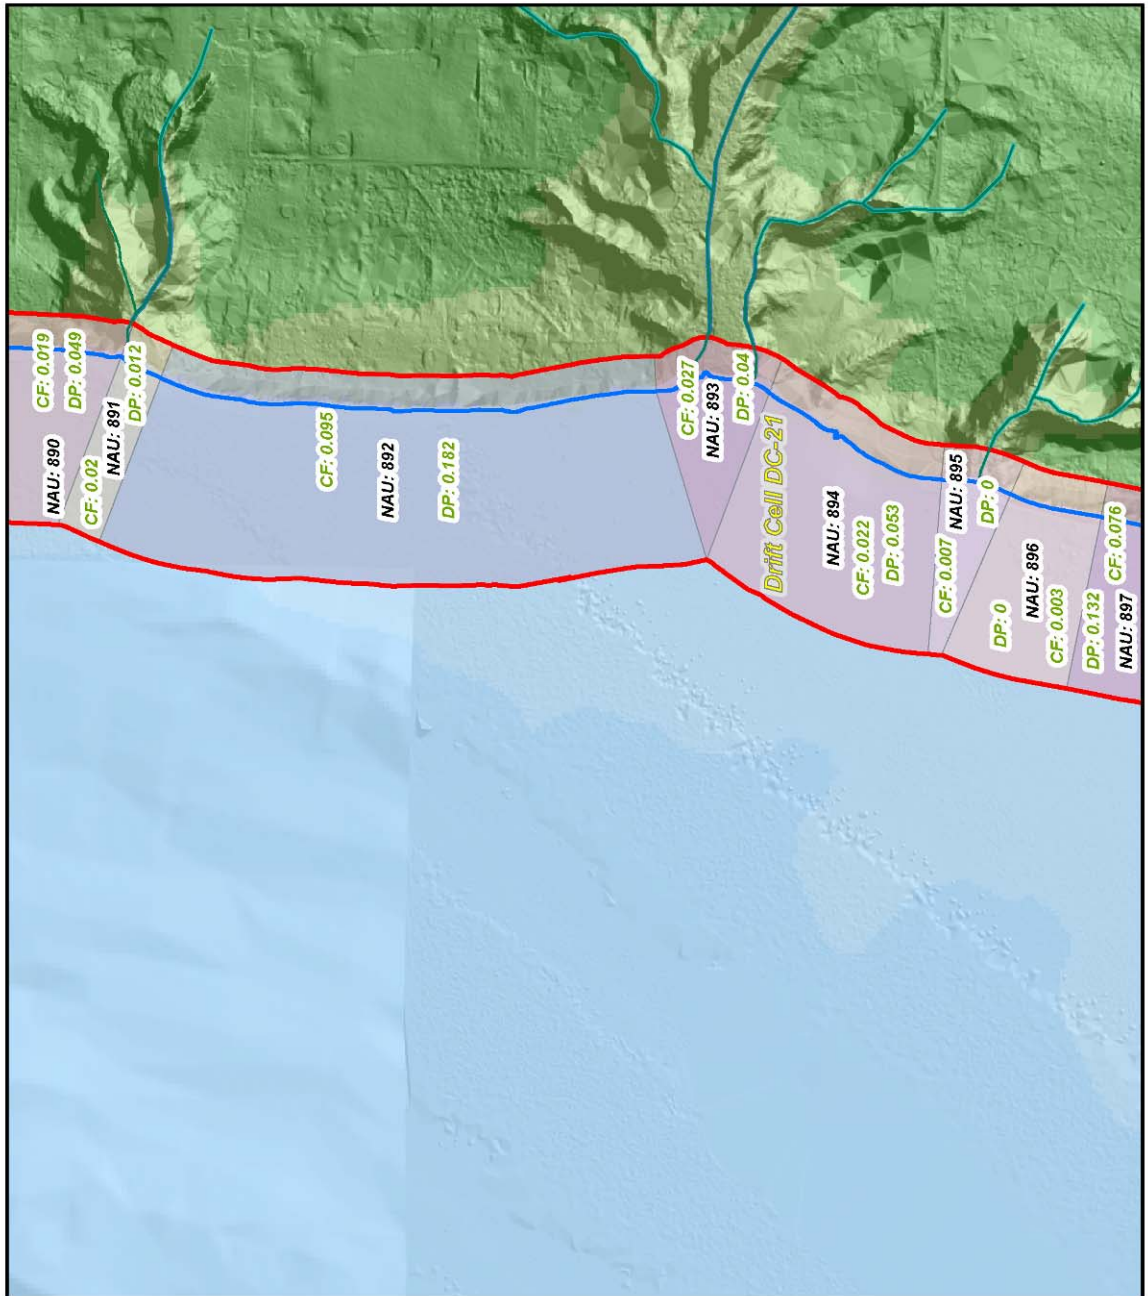 CF: 0.019
DP: 0.049
NAU: 890
DP: 0.012
NAU: 891
CF: 0.02
CF: 0.095
NAU: 892
DP: 0.182
CF: 0.027
NAU: 893
DP: 0.04
Drift Cell DC-21
NAU: 894
CF: 0.022
DP: 0.053
NAU: 895
DP: 0
CF: 0.007
DP: 0
NAU: 896
CF: 0.003
CF: 0.076
DP: 0.132
NAU: 897